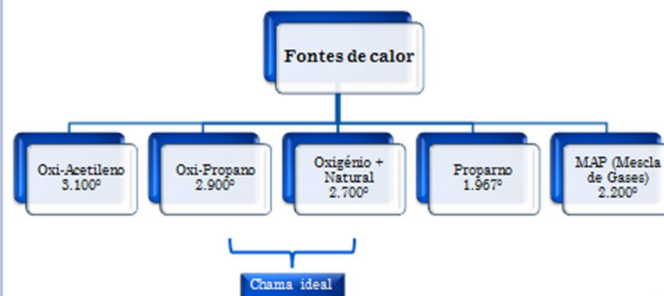 Fontes de calor
Oxi-Acetileno
3.100º
Oxi-Propano
2.900º
Oxigénio +
Natural
2.700º
Proparno
1.967º
MAP (Mescla
de Gases)
2.200º
Chama ideal